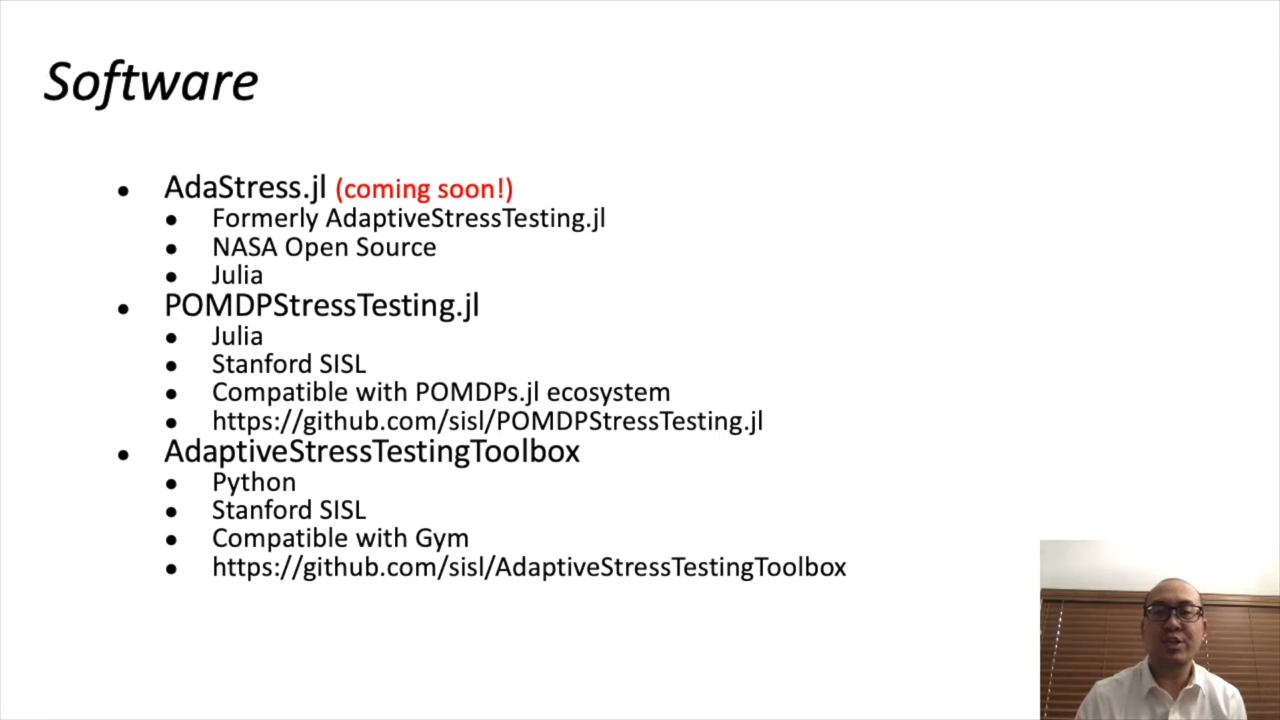 Software
● AdaStress.jl (coming soon!)
● Formerly AdaptiveStressTesting.jl
● NASA Open Source
● Julia
● POMDPStressTesting.jl
● Julia
● Stanford SISL
● Compatible with POMDPs.jl ecosystem
● https://github.com/sisl/POMDPStressTesting.jl
● AdaptiveStressTestingToolbox
● Python
● Stanford SISL
● Compatible with Gym
● https://github.com/sisl/AdaptiveStressTestingToolbox